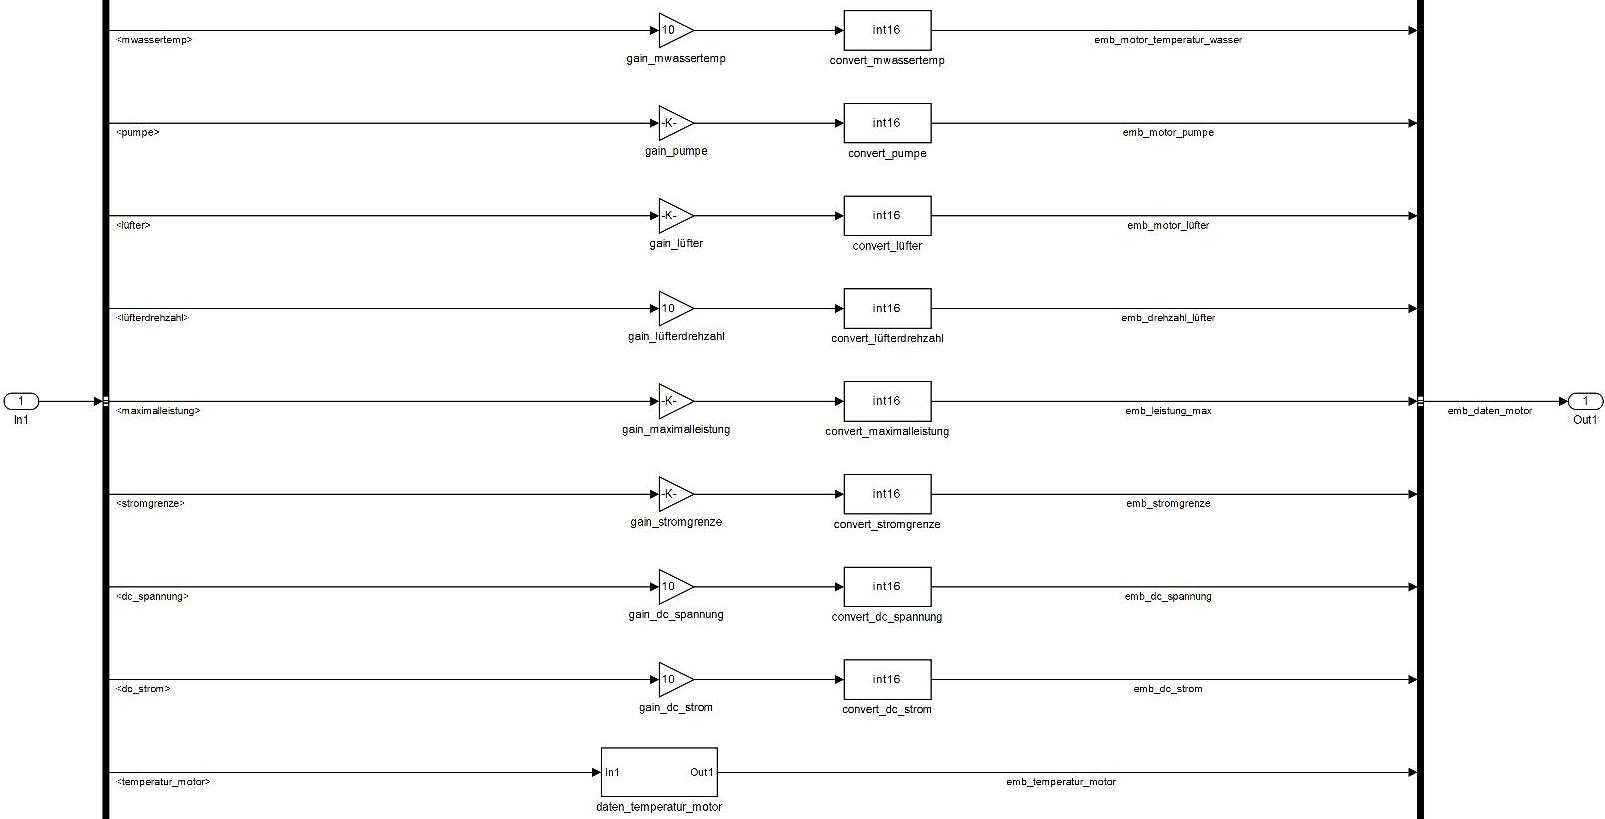 10 int16
<mwassertemp> emb_motor_temperatur_wasser
gain_mwassertemp convert_mwassertemp
-K- int16
<pumpe> emb_motor_pumpe
gain_pumpe convert_pumpe
-K- int16
<lüfter> emb_motor_lüfter
gain_lüfter convert_lüfter
10 int16
<lüfterdrehzahl> emb_drehzahl_lüfter
gain_lüfterdrehzahl convert_lüfterdrehzahl
1 -K- int16 1
<maximalleistung> emb_leistung_max emb_daten_motor
In1 gain_maximalleistung convert_maximalleistung Out1
-K- int16
<stromgrenze> emb_stromgrenze
gain_stromgrenze convert_stromgrenze
10 int16
<dc_spannung> emb_dc_spannung
gain_dc_spannung convert_dc_spannung
10 int16
<dc_strom> emb_dc_strom
gain_dc_strom convert_dc_strom
In1 Out1
<temperatur_motor> emb_temperatur_motor
daten_temperatur_motor